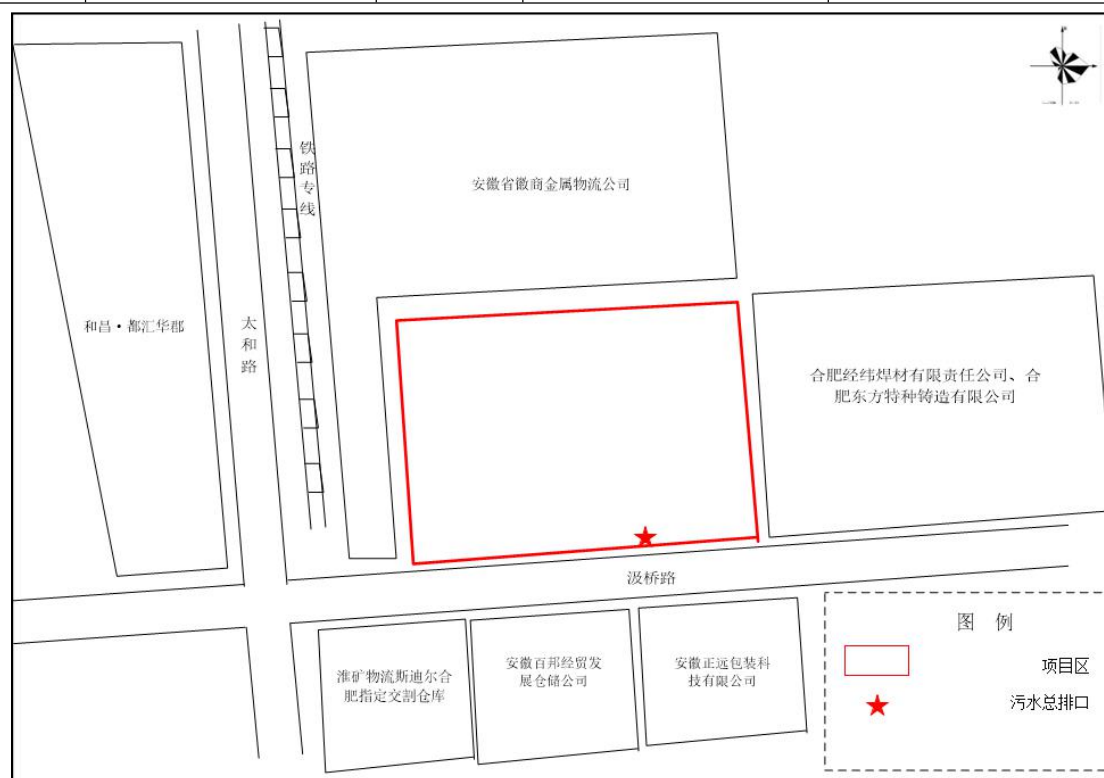 铁路专线
安徽省徽商金属物流公司
和昌·都汇华郡
太和路
合肥经纬焊材有限责任公司、合
肥东方特种铸造有限公司
汲桥路
淮矿物流斯迪尔合
肥指定交割仓库
安徽百邦经贸发
展仓储公司
安徽正远包装科
技有限公司
图 例
项目区
污水总排口